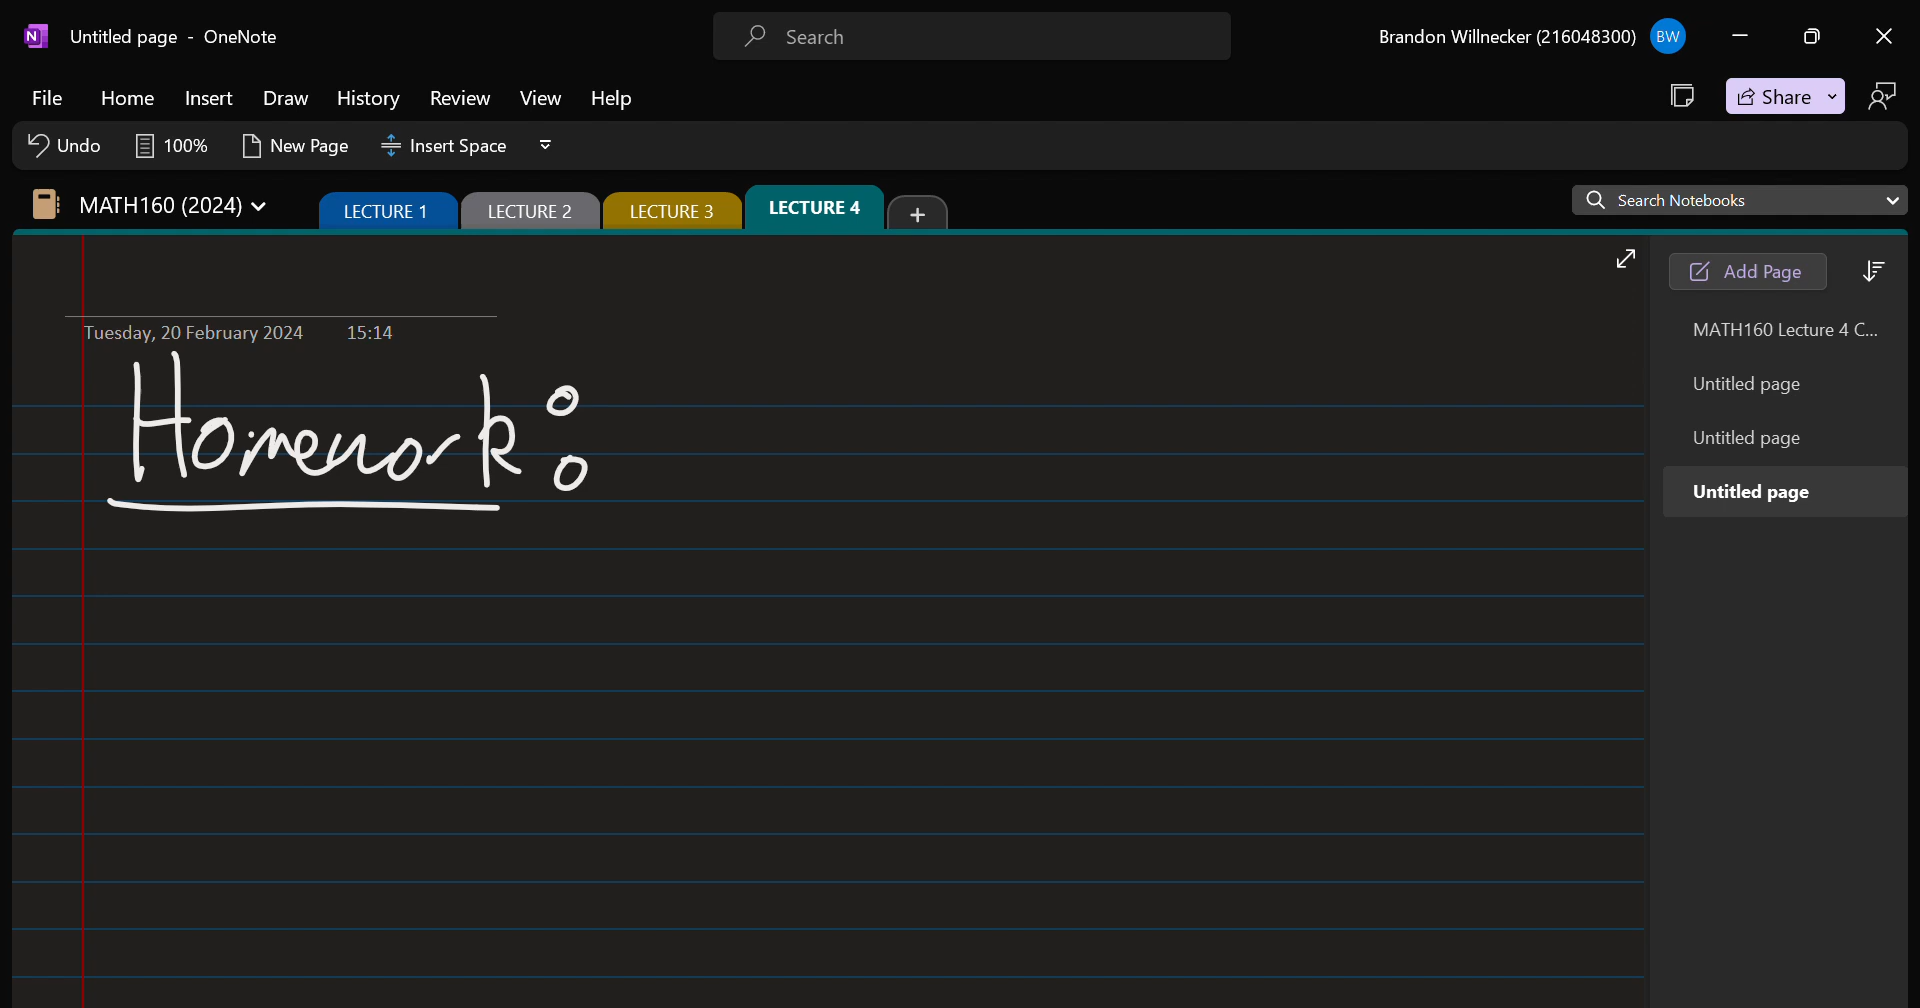 Untitled page - OneNote
Search
Brandon Willnecker (216048300) BW
File Home Insert Draw History Review View Help
Share
Undo 100% New Page Insert Space
MATH160 (2024)
LECTURE 1 LECTURE 2 LECTURE 3 LECTURE 4 +
Search Notebooks
Add Page
Tuesday, 20 February 2024 15:14
Homework:
MATH160 Lecture 4 C...
Untitled page
Untitled page
Untitled page